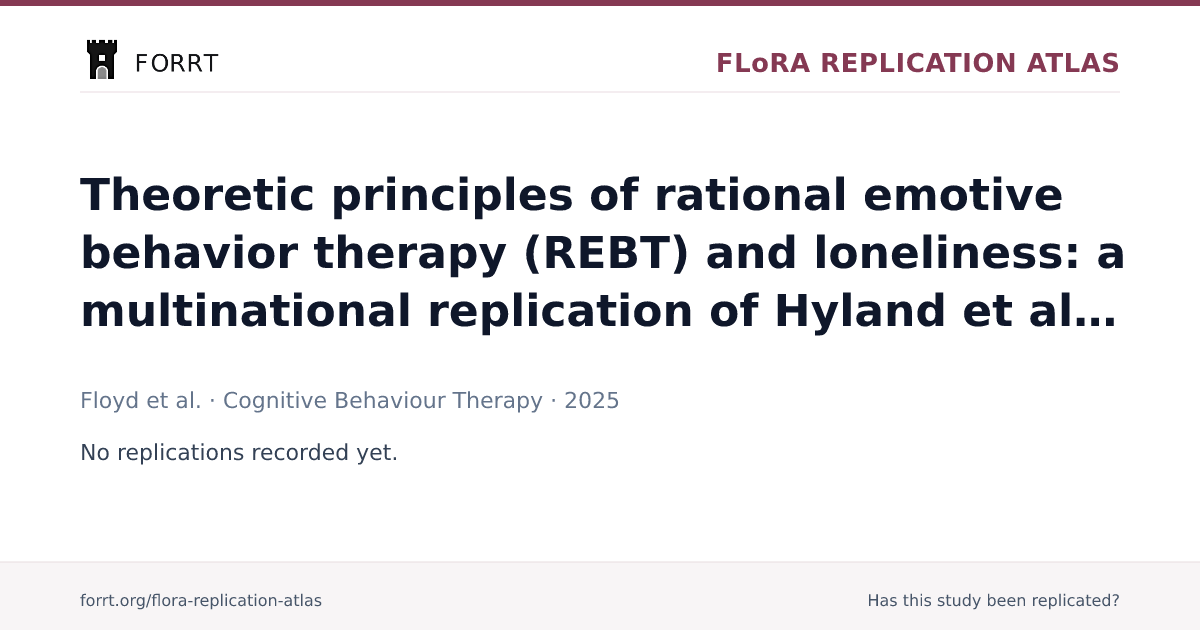 FORRT
FLoRA REPLICATION ATLAS
Theoretic principles of rational emotive
behavior therapy (REBT) and loneliness: a
multinational replication of Hyland et al…
Floyd et al. · Cognitive Behaviour Therapy · 2025
No replications recorded yet.
forrt.org/flora-replication-atlas
Has this study been replicated?